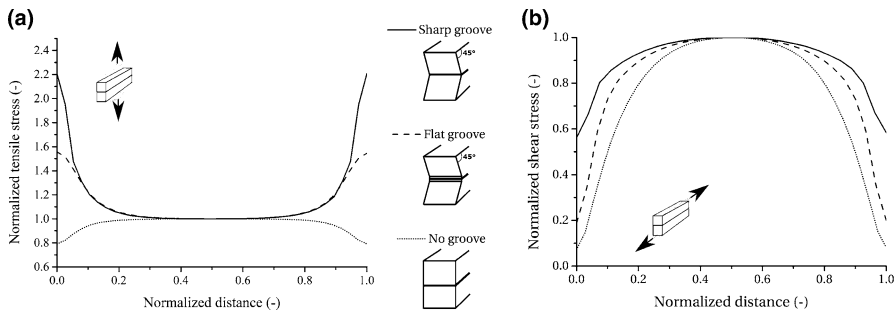 (a)
2.4
2.2
2.0
1.8
1.6
1.4
1.2
1.0
0.8
0.6
Normalized tensile stress (-)
0.0 0.2 0.4 0.6 0.8 1.0
Normalized distance (-)
Sharp groove
45°
Flat groove
45°
No groove
(b)
1.0
0.8
0.6
0.4
0.2
0.0
Normalized shear stress (-)
0.0 0.2 0.4 0.6 0.8 1.0
Normalized distance (-)